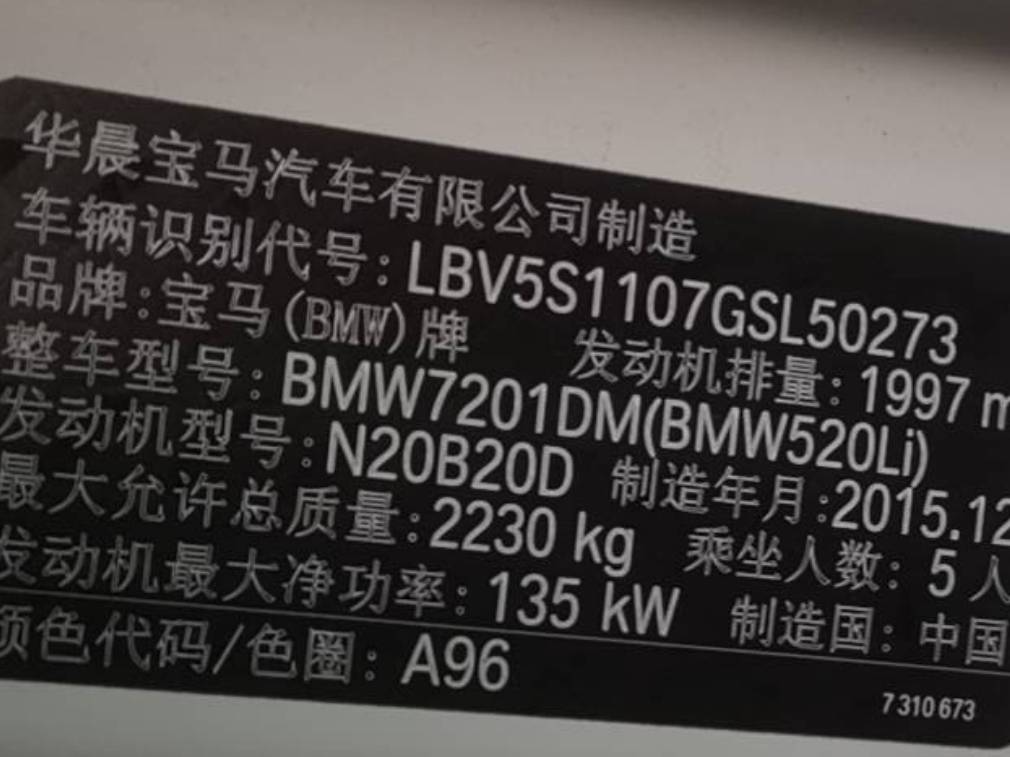 华晨宝马汽车有限公司制造
车辆识别代号:LBV5S1107GSL50273
品牌:宝马(BMW)牌 发动机排量:1997 m
整车型号:BMW7201DM(BMW520Li)
发动机型号:N20B20D 制造年月:2015.12
最大允许总质量:2230 kg 乘坐人数:5人
发动机最大净功率:135 kW 制造国:中国
颜色代码/色圈:A96
7 310 673